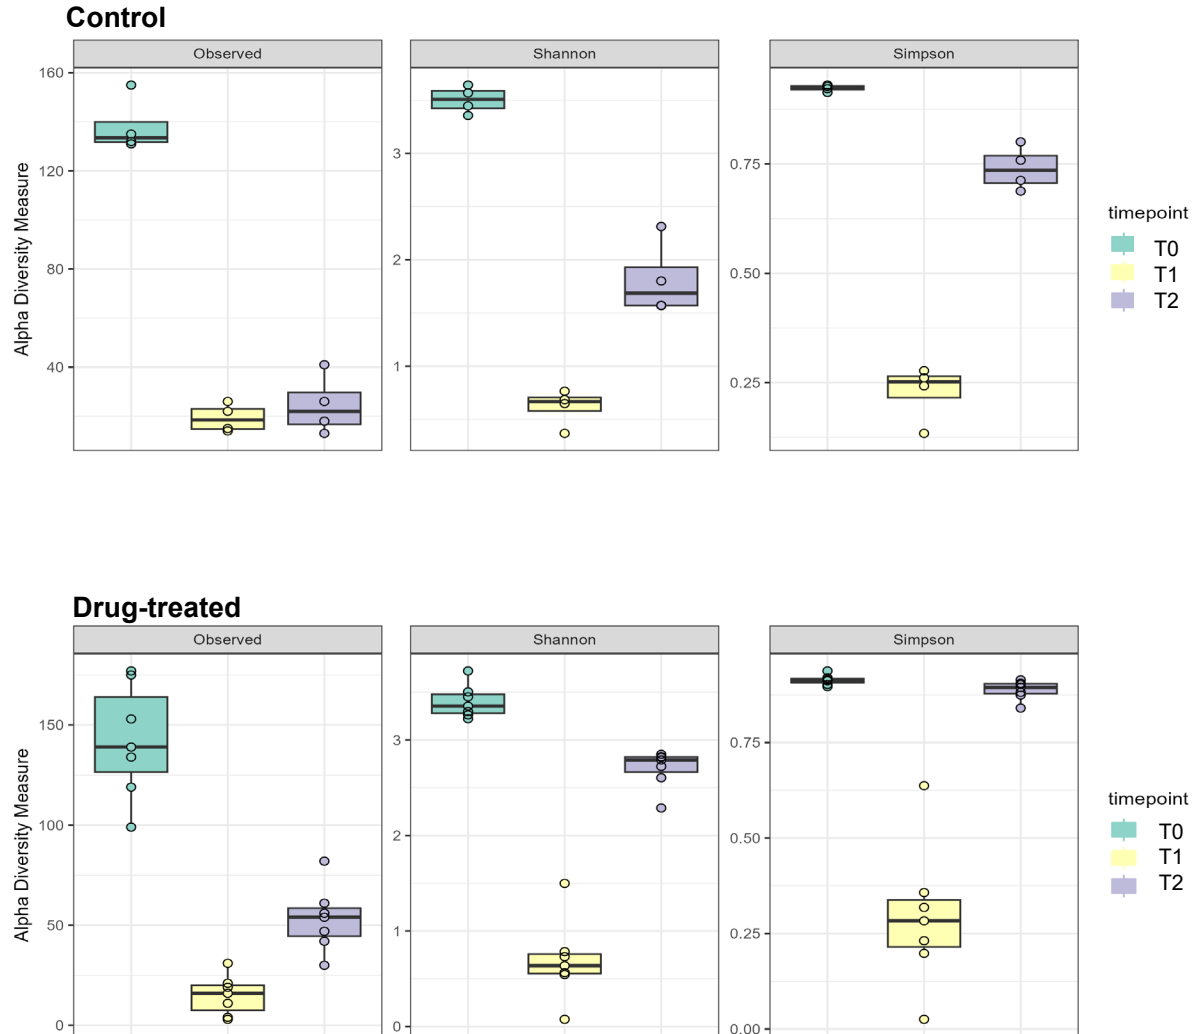 Control
Observed
Shannon
Simpson
160
120
80
40
3
2
1
0.75
0.50
0.25
Alpha Diversity Measure
timepoint
T0
T1
T2
Drug-treated
Observed
Shannon
Simpson
150
100
50
0
3
2
1
0
0.75
0.50
0.25
0.00
Alpha Diversity Measure
timepoint
T0
T1
T2